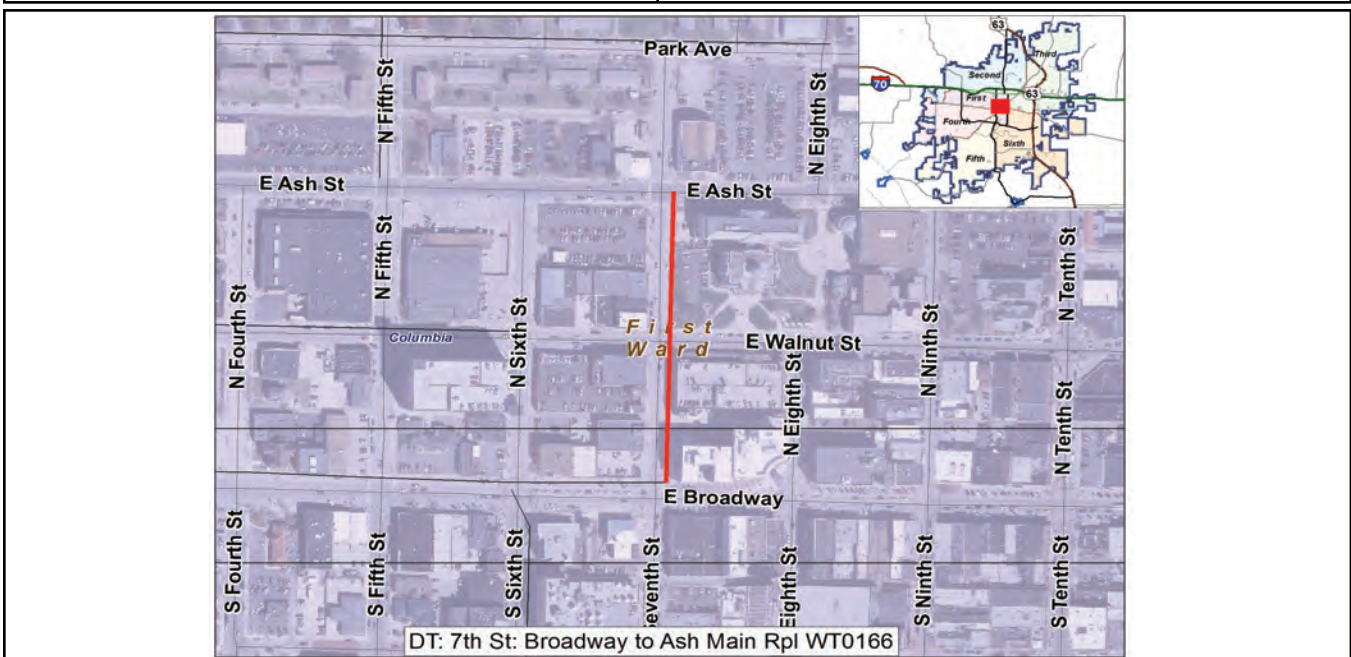 63
Third
Second
70
63
First
Fourth
Sixth
Fifth
Park Ave
N Fifth St
N Eighth St
E Ash St
E Ash St
N Fifth St
N Tenth St
N Fourth St
Columbia
N Sixth St
First
Ward
E Walnut St
N Ninth St
N Eighth St
N Tenth St
E Broadway
S Fourth St
S Fifth St
S Sixth St
Seventh St
Eighth St
S Ninth St
S Tenth St
DT: 7th St: Broadway to Ash Main Rpl WT0166